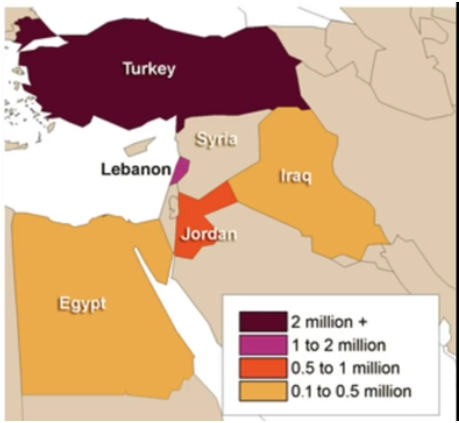 Turkey
Syria
Lebanon
Iraq
Jordan
Egypt
2 million +
1 to 2 million
0.5 to 1 million
0.1 to 0.5 million